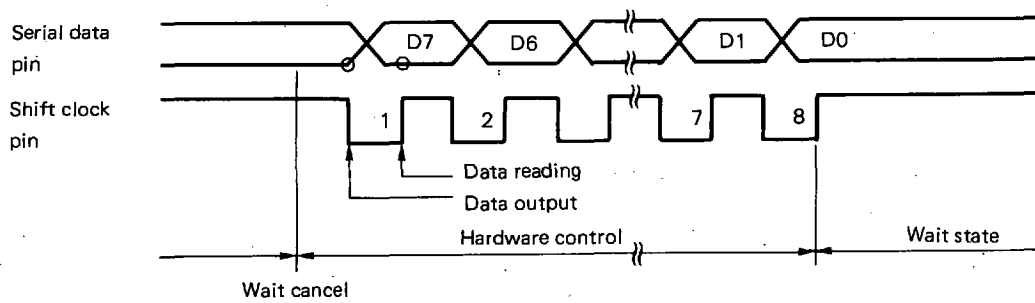 Serial data
pin
D7 D6 D1 D0
Shift clock
pin
1 2 7 8
Data reading
Data output
Hardware control
Wait state
Wait cancel